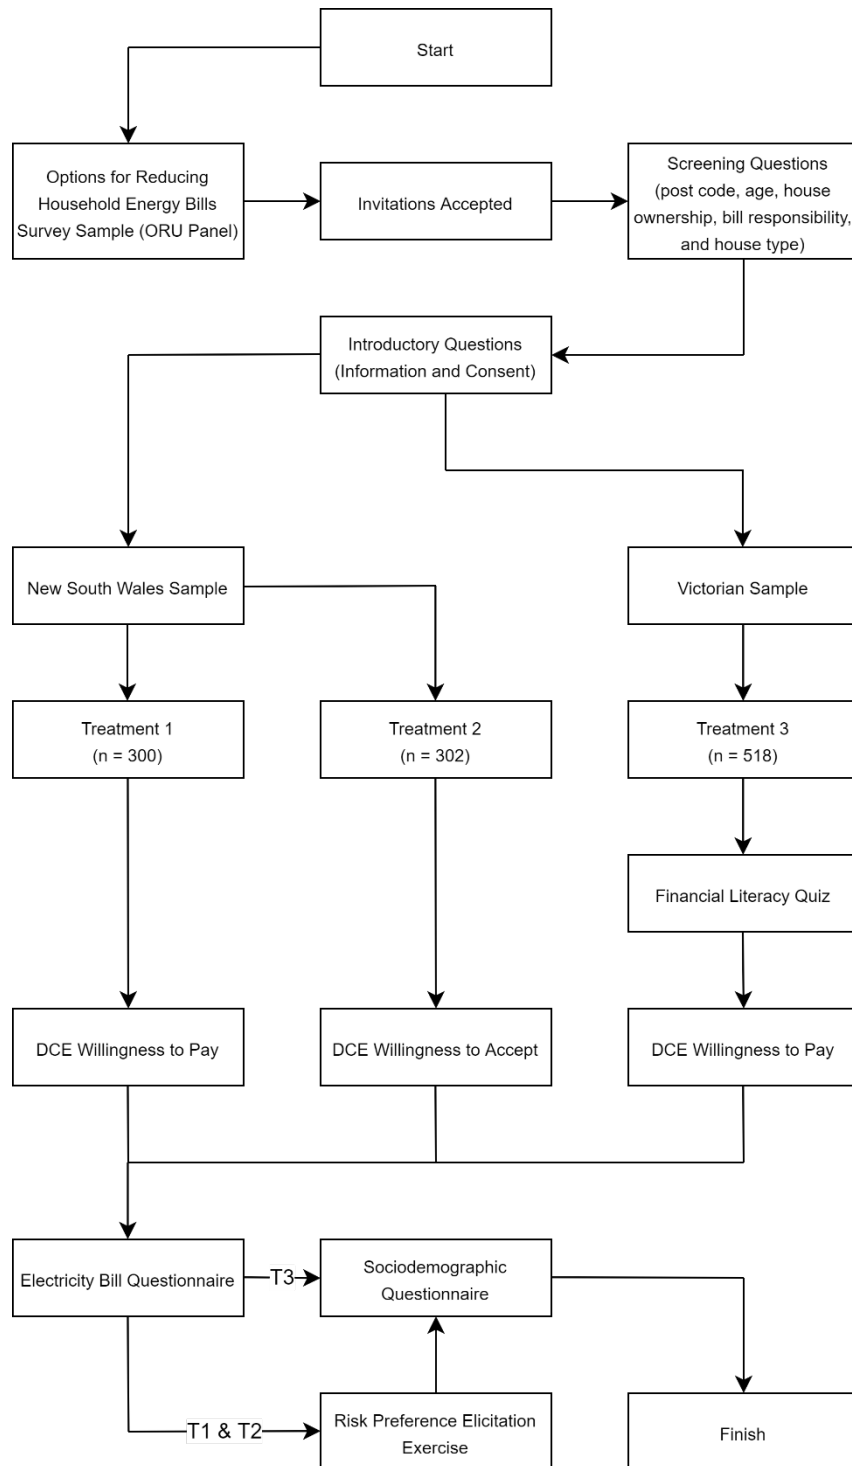 Start
Options for Reducing
Household Energy Bills
Survey Sample (ORU Panel)
Invitations Accepted
Screening Questions
(post code, age, house
ownership, bill responsibility,
and house type)
Introductory Questions
(Information and Consent)
New South Wales Sample
Victorian Sample
Treatment 1
(n = 300)
Treatment 2
(n = 302)
Treatment 3
(n = 518)
Financial Literacy Quiz
DCE Willingness to Pay
DCE Willingness to Accept
DCE Willingness to Pay
Electricity Bill Questionnaire
T3
Sociodemographic
Questionnaire
T1 & T2
Risk Preference Elicitation
Exercise
Finish